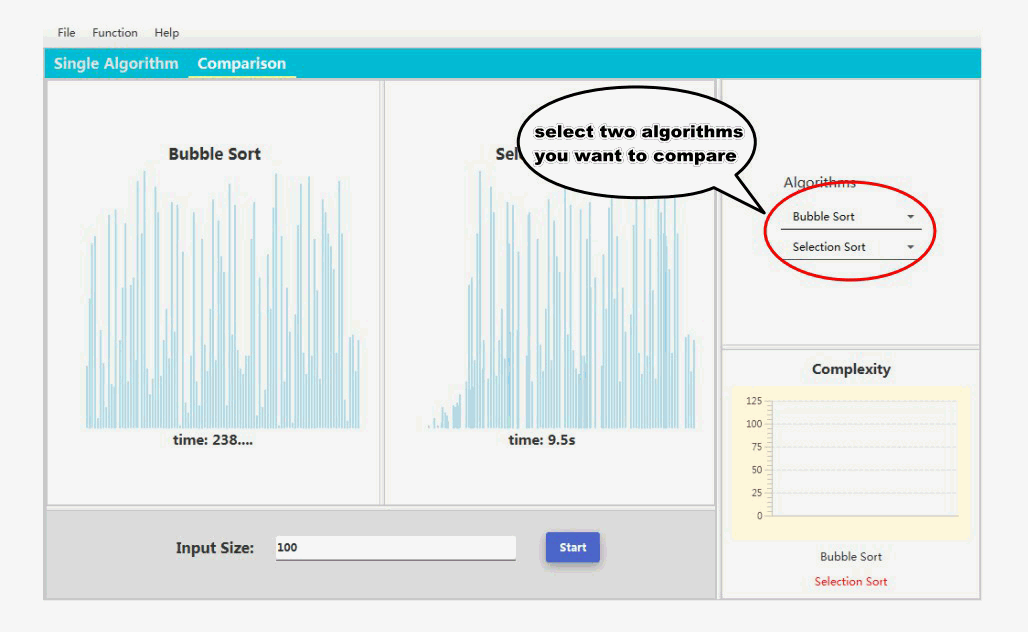 File Function Help
Single Algorithm Comparison
Bubble Sort
time: 238....
Sel
time: 9.5s
select two algorithms
you want to compare
Algorithms
Bubble Sort
Selection Sort
Input Size: 100 Start
Complexity
125
100
75
50
25
0
Bubble Sort
Selection Sort